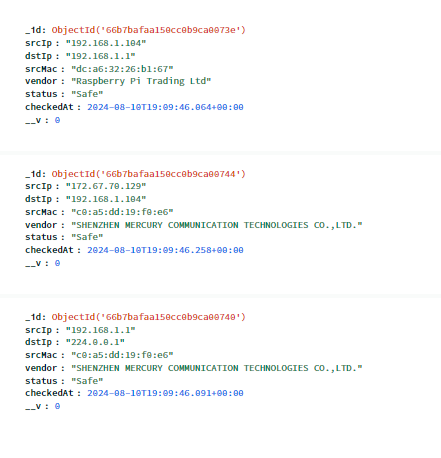 _id: ObjectId('66b7bafaa150cc0b9ca0073e')
srcIp : "192.168.1.104"
dstIp : "192.168.1.1"
srcMac : "dc:a6:32:26:b1:67"
vendor : "Raspberry Pi Trading Ltd"
status : "Safe"
checkedAt : 2024-08-10T19:09:46.064+00:00
__v : 0
_id: ObjectId('66b7bafaa150cc0b9ca00744')
srcIp : "172.67.70.129"
dstIp : "192.168.1.104"
srcMac : "c0:a5:dd:19:f0:e6"
vendor : "SHENZHEN MERCURY COMMUNICATION TECHNOLOGIES CO.,LTD."
status : "Safe"
checkedAt : 2024-08-10T19:09:46.258+00:00
__v : 0
_id: ObjectId('66b7bafaa150cc0b9ca00740')
srcIp : "192.168.1.1"
dstIp : "224.0.0.1"
srcMac : "c0:a5:dd:19:f0:e6"
vendor : "SHENZHEN MERCURY COMMUNICATION TECHNOLOGIES CO.,LTD."
status : "Safe"
checkedAt : 2024-08-10T19:09:46.091+00:00
__v : 0